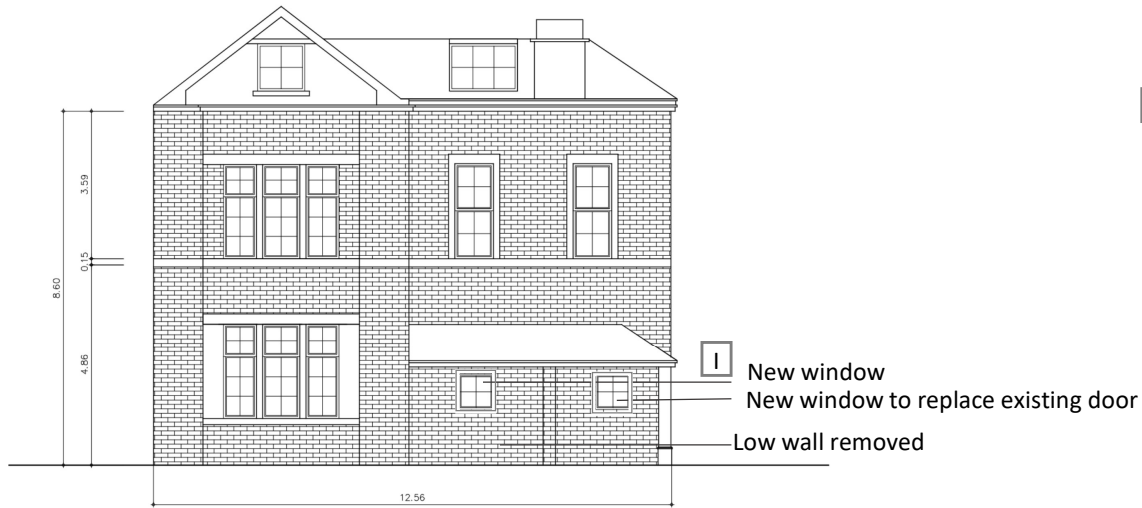 3.59
0.15
8.60
4.86
I
New window
New window to replace existing door
Low wall removed
12.56